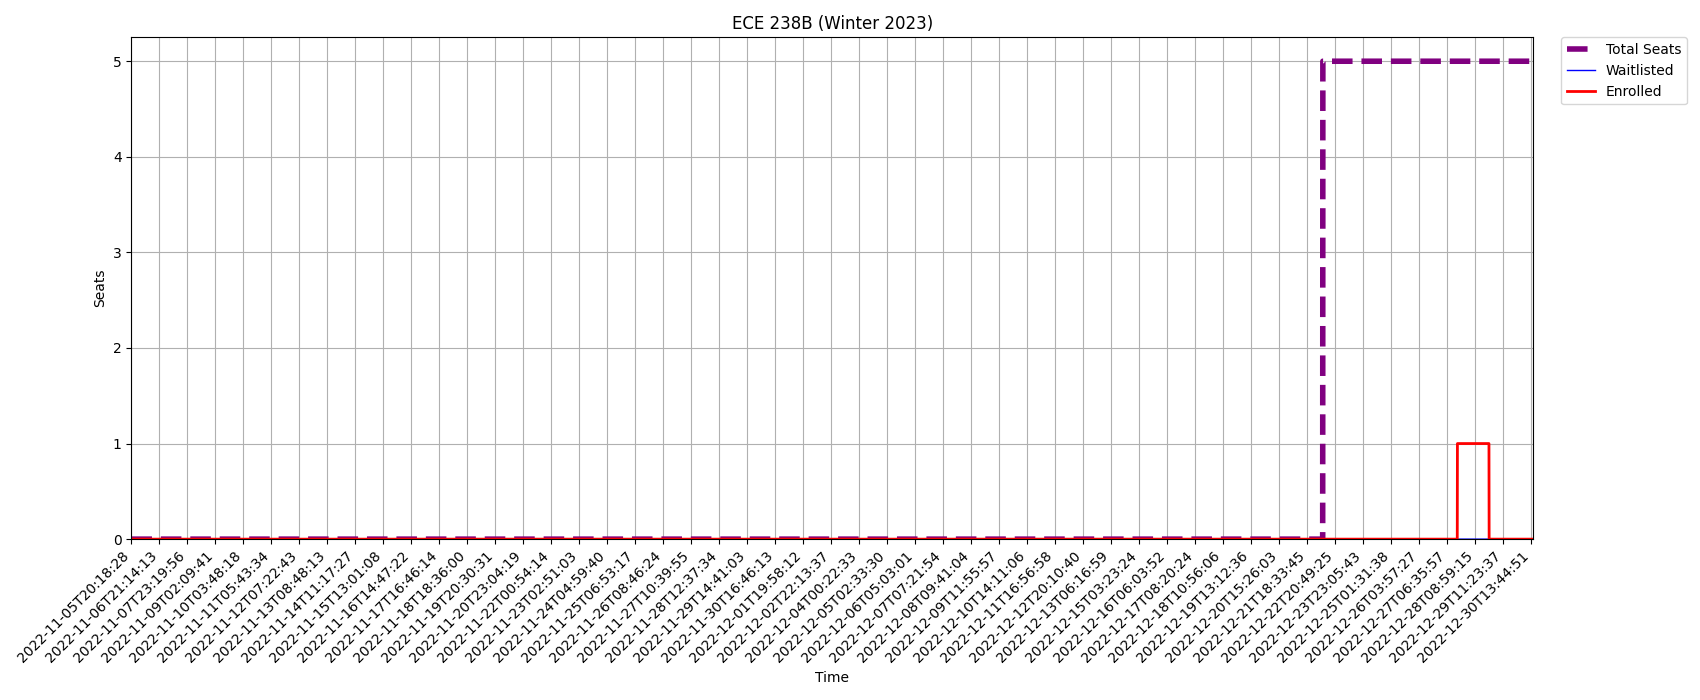 ECE 238B (Winter 2023)
Total Seats
Waitlisted
Enrolled
Seats
5
4
3
2
1
0
2022-11-05T20:18:28
2022-11-06T21:14:13
2022-11-07T23:19:56
2022-11-09T02:09:41
2022-11-10T03:48:18
2022-11-11T05:43:34
2022-11-12T07:22:43
2022-11-13T08:48:13
2022-11-14T11:17:27
2022-11-15T13:01:08
2022-11-16T14:47:22
2022-11-17T16:46:14
2022-11-18T18:36:00
2022-11-19T20:30:31
2022-11-20T23:04:19
2022-11-22T00:54:14
2022-11-23T02:51:03
2022-11-24T04:59:40
2022-11-25T06:53:17
2022-11-26T08:46:24
2022-11-27T10:39:55
2022-11-28T12:37:34
2022-11-29T14:41:03
2022-11-30T16:46:13
2022-12-01T19:58:12
2022-12-02T22:13:37
2022-12-04T00:22:33
2022-12-05T02:33:30
2022-12-06T05:03:01
2022-12-07T07:21:54
2022-12-08T09:41:04
2022-12-09T11:55:57
2022-12-10T14:11:06
2022-12-11T16:56:58
2022-12-12T20:10:40
2022-12-13T06:16:59
2022-12-15T03:23:24
2022-12-16T06:03:52
2022-12-17T08:20:24
2022-12-18T10:56:06
2022-12-19T13:12:36
2022-12-20T15:26:03
2022-12-21T18:33:45
2022-12-22T20:49:25
2022-12-23T23:05:43
2022-12-25T01:31:38
2022-12-26T03:57:27
2022-12-27T06:35:57
2022-12-28T08:59:15
2022-12-29T11:23:37
2022-12-30T13:44:51
Time